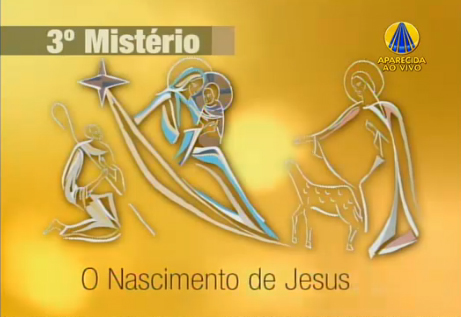 3º Mistério
APARECIDA
AO VIVO
O Nascimento de Jesus